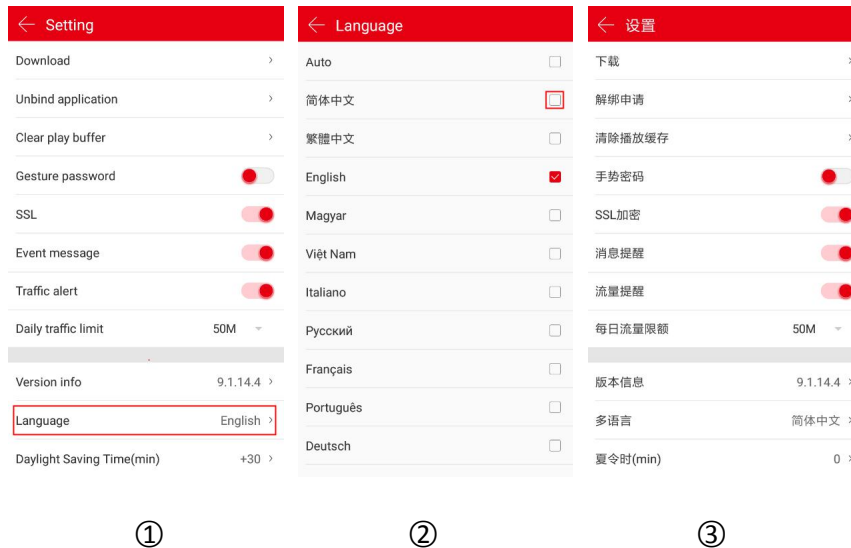 Setting
Download
Unbind application
Clear play buffer
Gesture password
SSL
Event message
Traffic alert
Daily traffic limit 50M
Version info 9.1.14.4
Language English
Daylight Saving Time(min) +30
①
Language
Auto
简体中文
繁體中文
English
Magyar
Việt Nam
Italiano
Русский
Français
Português
Deutsch
②
设置
下载
解绑申请
清除播放缓存
手势密码
SSL加密
消息提醒
流量提醒
每日流量限额 50M
版本信息 9.1.14.4
多语言 简体中文
夏令时(min) 0
③